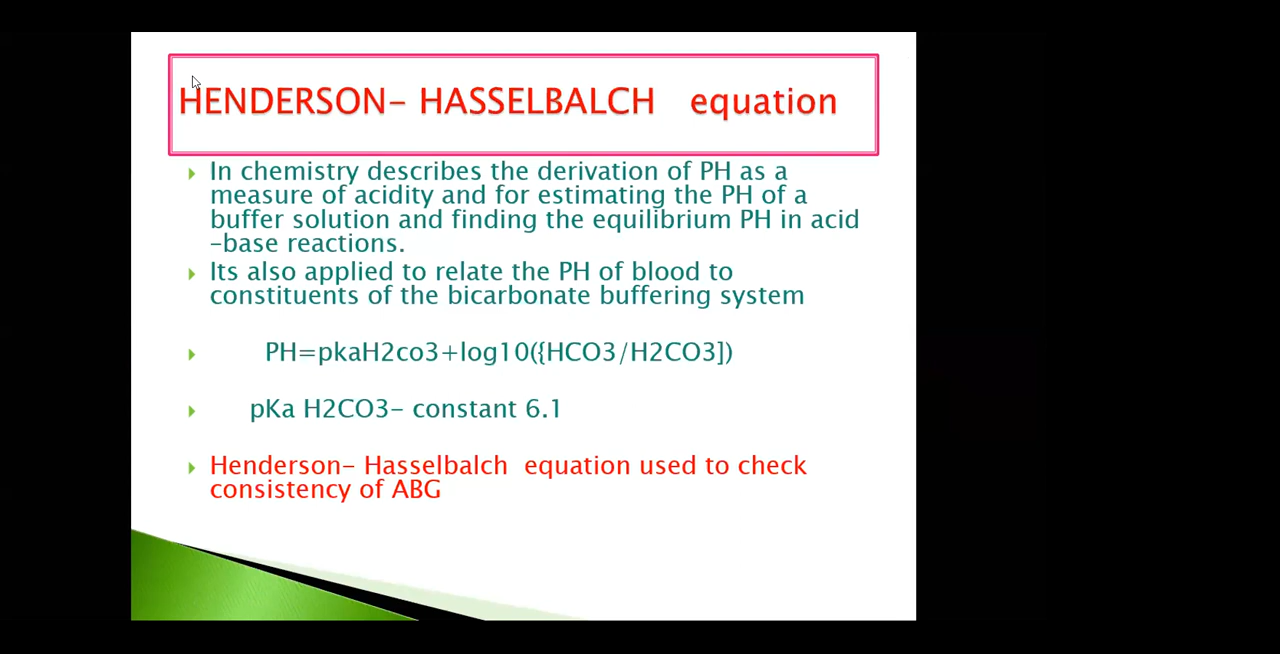 HENDERSON- HASSELBALCH equation
In chemistry describes the derivation of PH as a
measure of acidity and for estimating the PH of a
buffer solution and finding the equilibrium PH in acid
-base reactions.
Its also applied to relate the PH of blood to
constituents of the bicarbonate buffering system
PH=pkaH2co3+log10({HCO3/H2CO3])
pKa H2CO3- constant 6.1
Henderson- Hasselbalch equation used to check
consistency of ABG